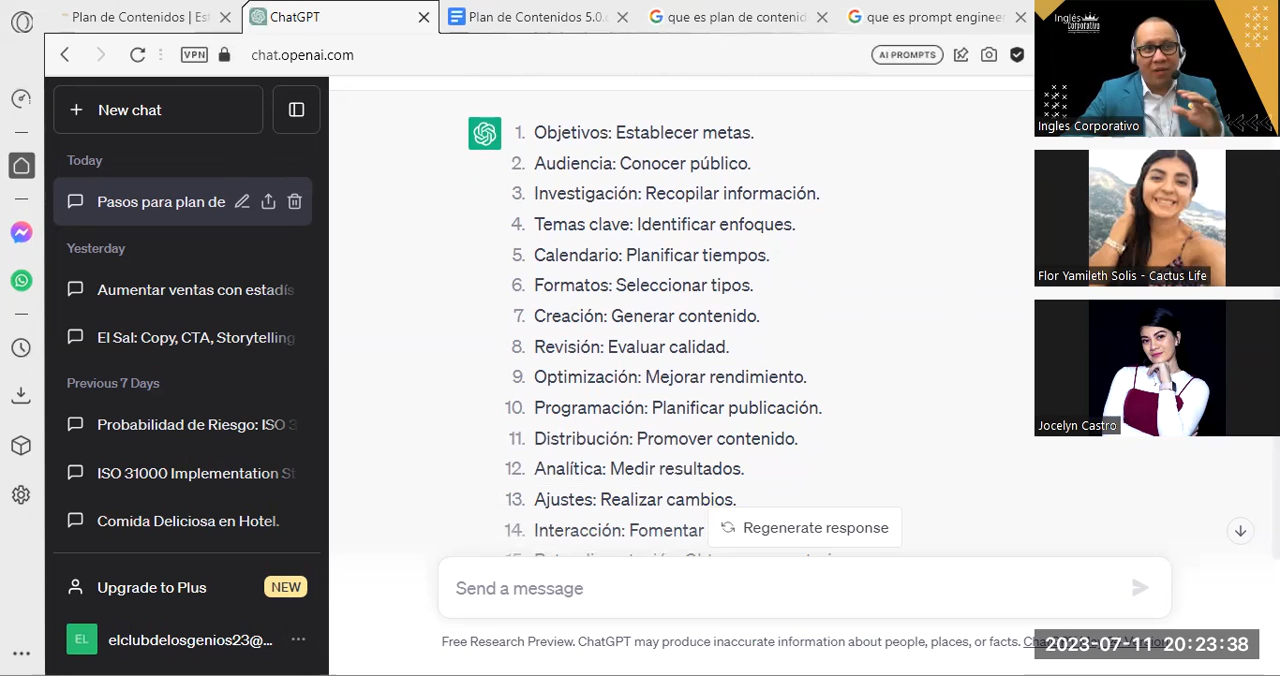 Plan de Contenidos | Es
ChatGPT
Plan de Contenidos 5.0.
que es plan de contenid
que es prompt enginee
VPN
chat.openai.com
AI PROMPTS
New chat
Today
Pasos para plan de
Yesterday
Aumentar ventas con estadís
El Sal: Copy, CTA, Storytelling
Previous 7 Days
Probabilidad de Riesgo: ISO 3
ISO 31000 Implementation St
Comida Deliciosa en Hotel.
Upgrade to Plus
NEW
EL
elclubdelosgenios23@...
1. Objetivos: Establecer metas.
2. Audiencia: Conocer público.
3. Investigación: Recopilar información.
4. Temas clave: Identificar enfoques.
5. Calendario: Planificar tiempos.
6. Formatos: Seleccionar tipos.
7. Creación: Generar contenido.
8. Revisión: Evaluar calidad.
9. Optimización: Mejorar rendimiento.
10. Programación: Planificar publicación.
11. Distribución: Promover contenido.
12. Analítica: Medir resultados.
13. Ajustes: Realizar cambios.
14. Interacción: Fomentar
Regenerate response
Send a message
Free Research Preview. ChatGPT may produce inaccurate information about people, places, or facts.
2023-07-11 20:23:38
Inglés
Corporativo
Ingles Corporativo
Flor Yamileth Solis - Cactus Life
Jocelyn Castro